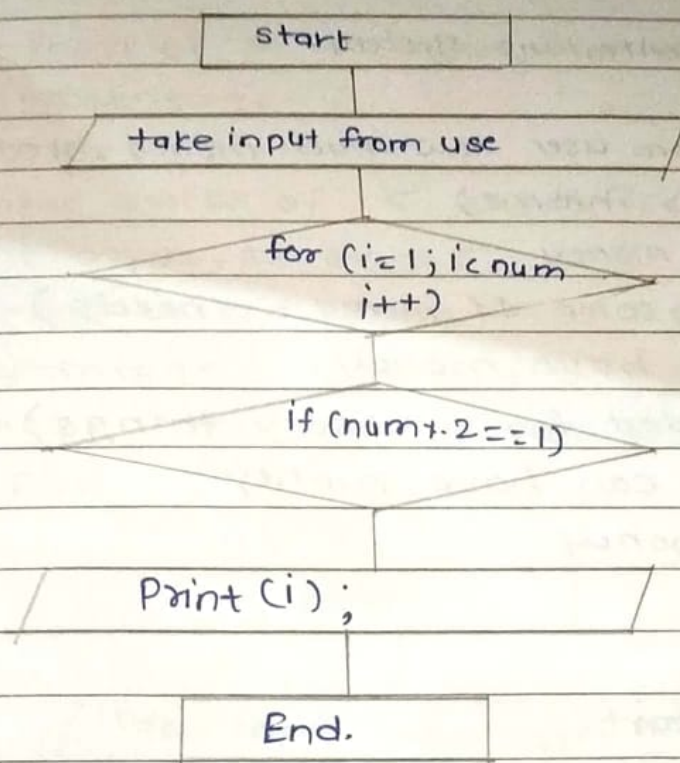 start
take input from use
for (i=1; i<num
i++)
if (num%.2==1)
Print (i);
End.